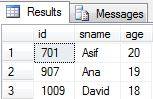 Results Messages
id sname age
1 701 Asif 20
2 907 Ana 19
3 1009 David 18